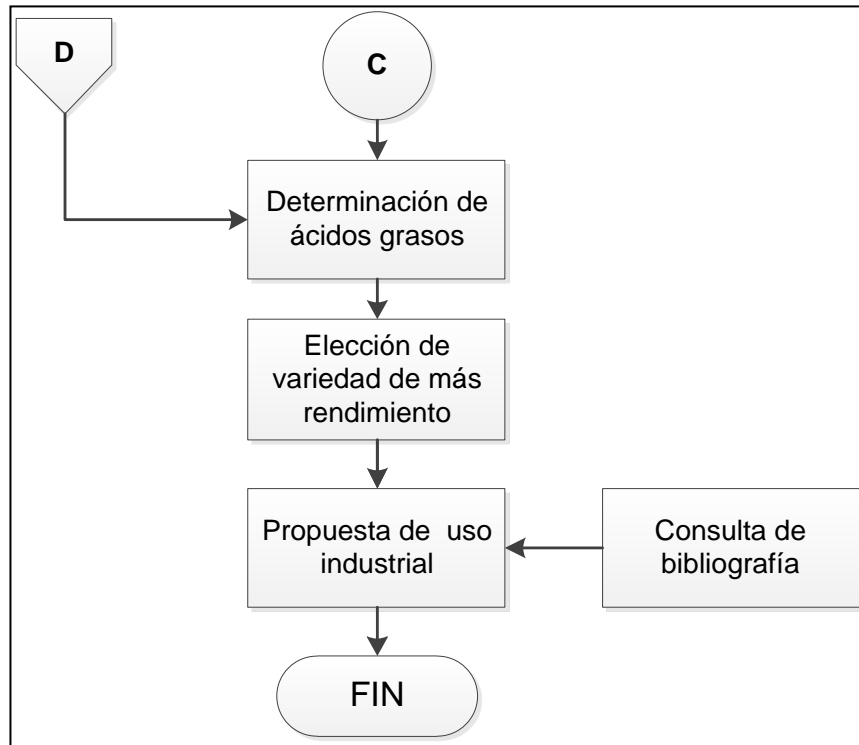 D
C
Determinación de
ácidos grasos
Elección de
variedad de más
rendimiento
Propuesta de uso
industrial
Consulta de
bibliografía
FIN